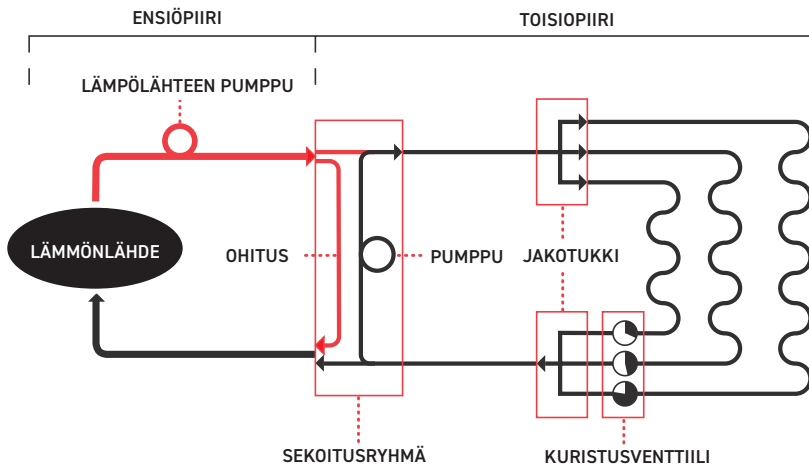 ENSIÖPIIRI
TOISIOPIIRI
LÄMPÖLÄHTEEN PUMPPU
LÄMMÖNLÄHDE
OHITUS
PUMPPU
JAKOTUKKI
SEKOITUSRYHMÄ
KURISTUSVENTTIILI